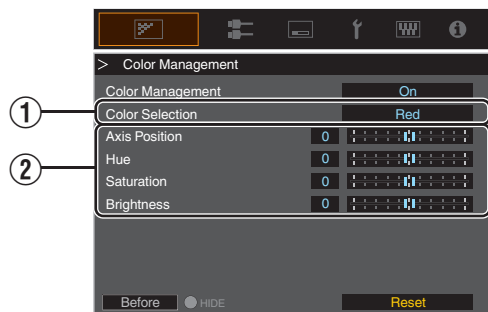 > Color Management
Color Management On
① Color Selection Red
② Axis Position 0
Hue 0
Saturation 0
Brightness 0
Before HIDE Reset